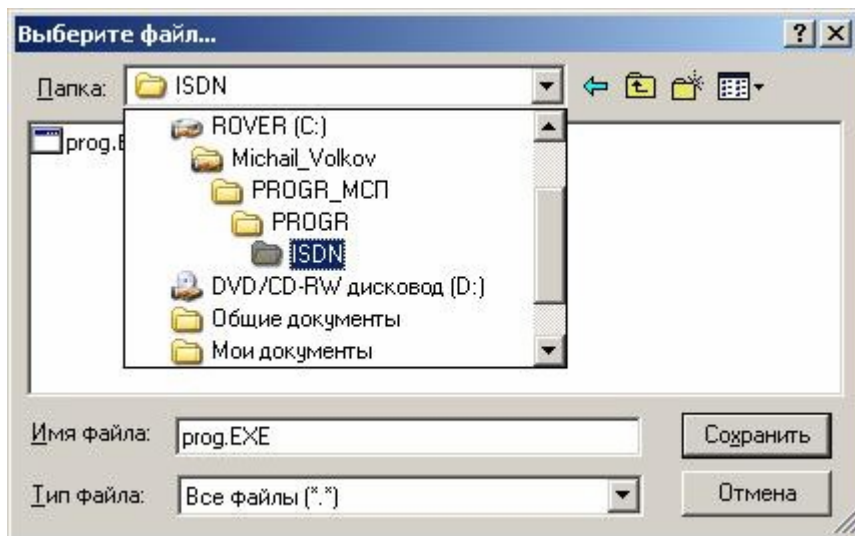 Выберите файл...
Папка: ISDN
prog.E
ROVER (C:)
Michail_Volkov
PROGR_МСП
PROGR
ISDN
DVD/CD-RW дисковод (D:)
Общие документы
Мои документы
Имя файла: prog.EXE Сохранить
Тип файла: Все файлы (*.*) Отмена